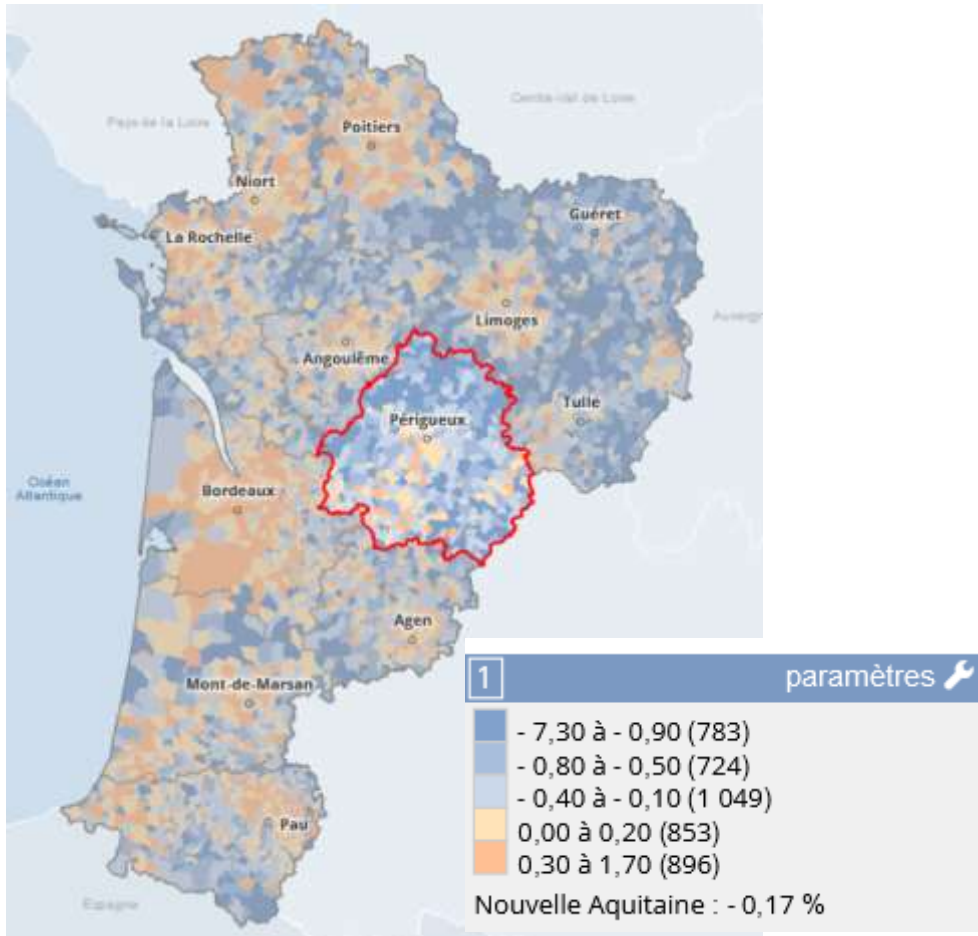 Centre-Val de Loire
Pays de la Loire
Poitiers
Niort
Guéret
La Rochelle
Limoges
Angoulême
Tulle
Périgueux
Océan
Atlantique
Bordeaux
Agen
Mont-de-Marsan
Pau
Espagne
1 paramètres
- 7,30 à - 0,90 (783)
- 0,80 à - 0,50 (724)
- 0,40 à - 0,10 (1 049)
0,00 à 0,20 (853)
0,30 à 1,70 (896)
Nouvelle Aquitaine : - 0,17 %